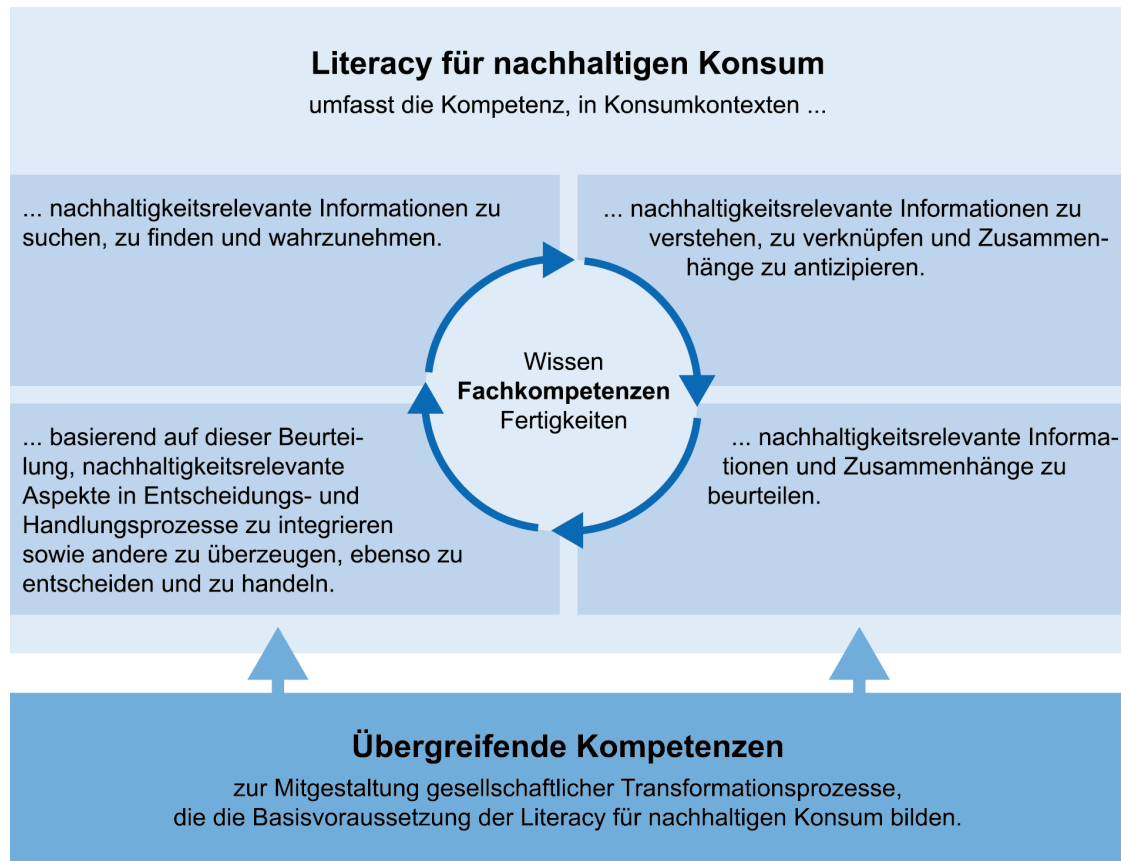 Literacy für nachhaltigen Konsum
umfasst die Kompetenz, in Konsumkontexten ...
... nachhaltigkeitsrelevante Informationen zu
suchen, zu finden und wahrzunehmen.
... nachhaltigkeitsrelevante Informationen zu
verstehen, zu verknüpfen und Zusammen-
hänge zu antizipieren.
Wissen
Fachkompetenzen
Fertigkeiten
... nachhaltigkeitsrelevante Informa-
tionen und Zusammenhänge zu
beurteilen.
... basierend auf dieser Beurtei-
lung, nachhaltigkeitsrelevante
Aspekte in Entscheidungs- und
Handlungsprozesse zu integrieren
sowie andere zu überzeugen, ebenso zu
entscheiden und zu handeln.
Übergreifende Kompetenzen
zur Mitgestaltung gesellschaftlicher Transformationsprozesse,
die die Basisvoraussetzung der Literacy für nachhaltigen Konsum bilden.